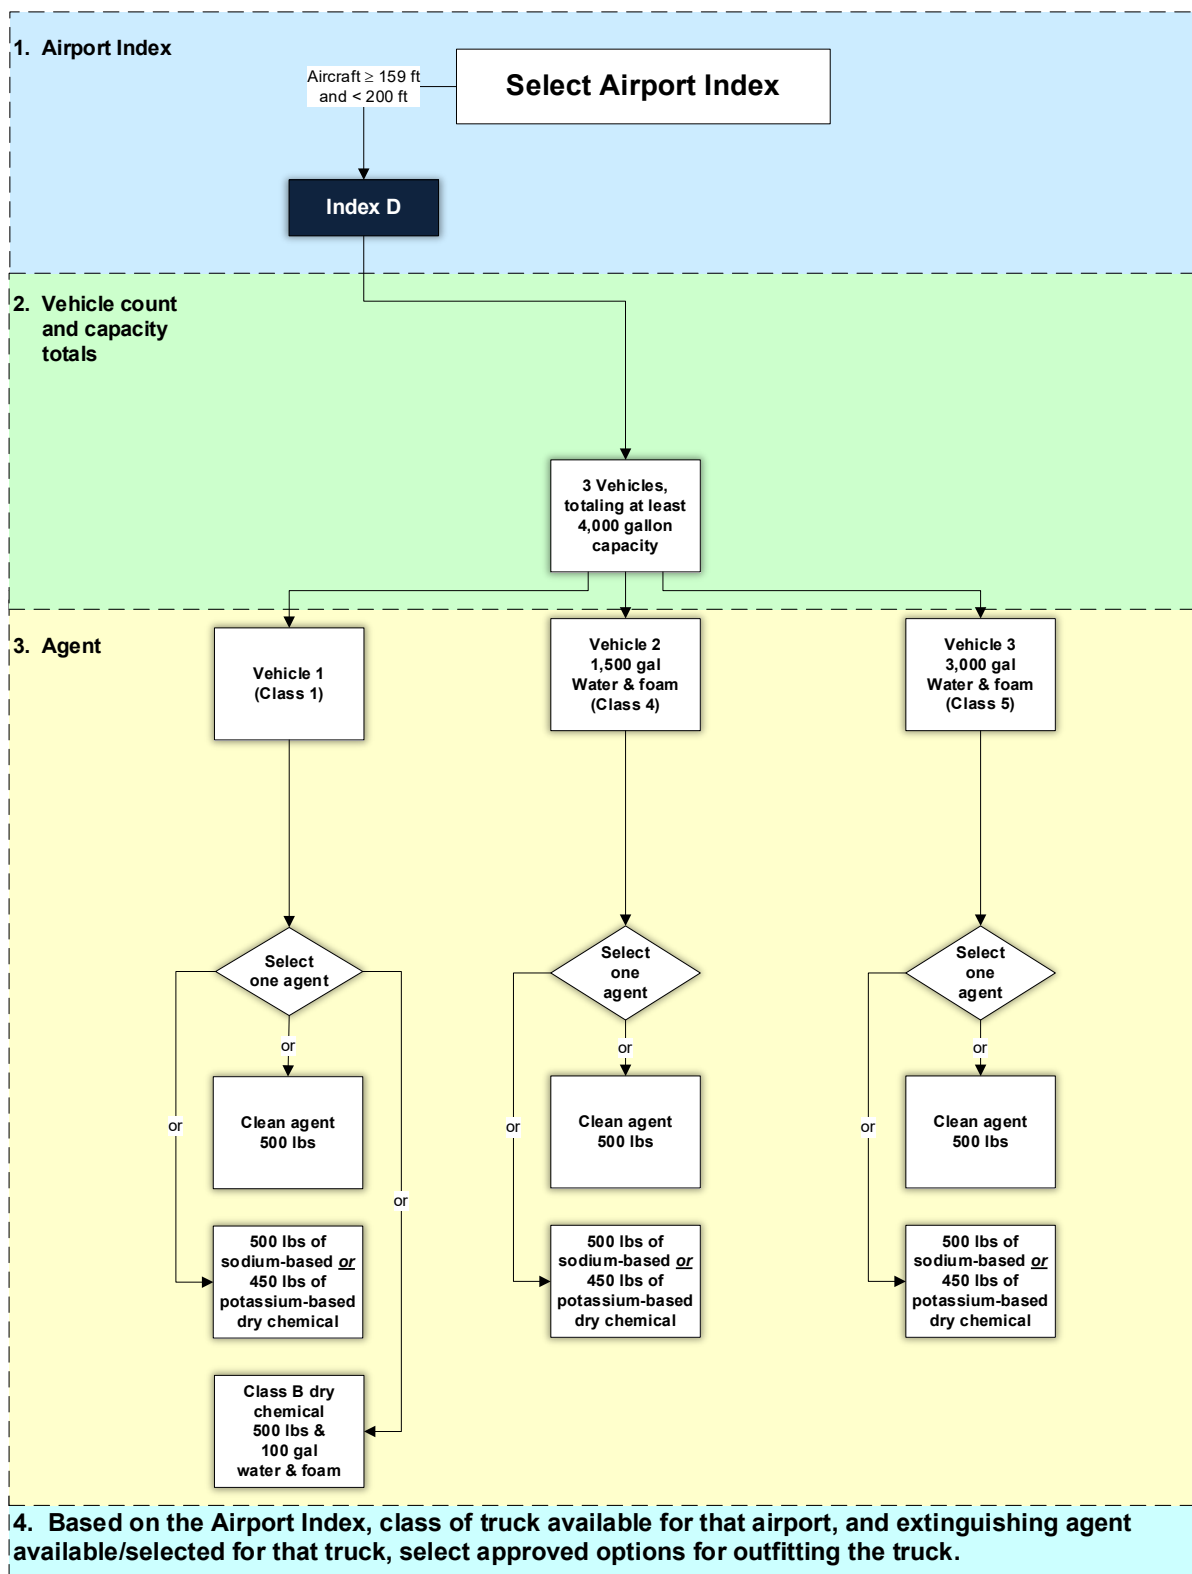 1. Airport Index
Select Airport Index
Aircraft ≥ 159 ft
and < 200 ft
Index D
2. Vehicle count
and capacity
totals
3 Vehicles,
totaling at least
4,000 gallon
capacity
3. Agent
Vehicle 1
(Class 1)
Vehicle 2
1,500 gal
Water & foam
(Class 4)
Vehicle 3
3,000 gal
Water & foam
(Class 5)
Select
one agent
Select
one
agent
Select
one
agent
or
or
or
Clean agent
500 lbs
Clean agent
500 lbs
Clean agent
500 lbs
or
or
or
or
500 lbs of
sodium-based or
450 lbs of
potassium-based
dry chemical
500 lbs of
sodium-based or
450 lbs of
potassium-based
dry chemical
500 lbs of
sodium-based or
450 lbs of
potassium-based
dry chemical
Class B dry
chemical
500 lbs &
100 gal
water & foam
4. Based on the Airport Index, class of truck available for that airport, and extinguishing agent
available/selected for that truck, select approved options for outfitting the truck.